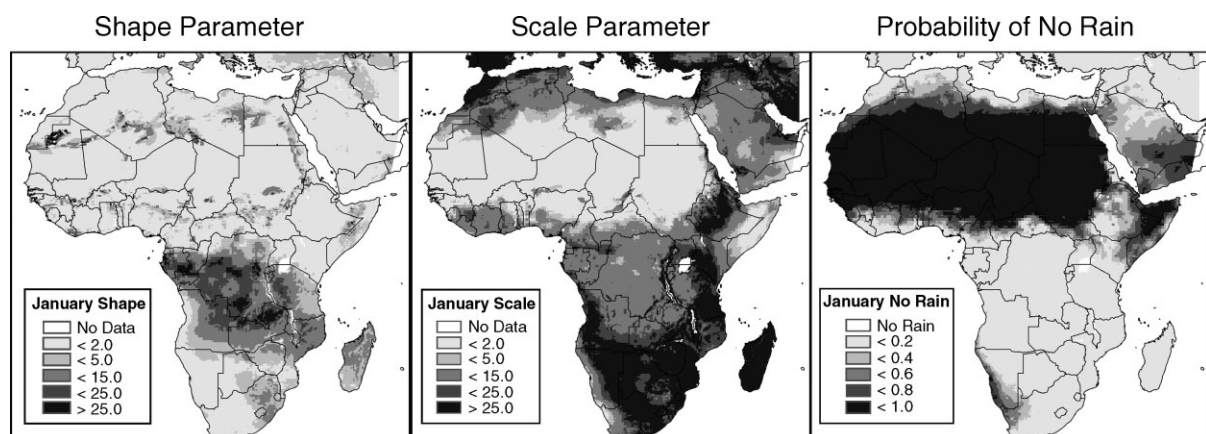 Shape Parameter
Scale Parameter
Probability of No Rain
January Shape
No Data
< 2.0
< 5.0
< 15.0
< 25.0
> 25.0
January Scale
No Data
< 2.0
< 5.0
< 15.0
< 25.0
> 25.0
January No Rain
No Rain
< 0.2
< 0.4
< 0.6
< 0.8
< 1.0